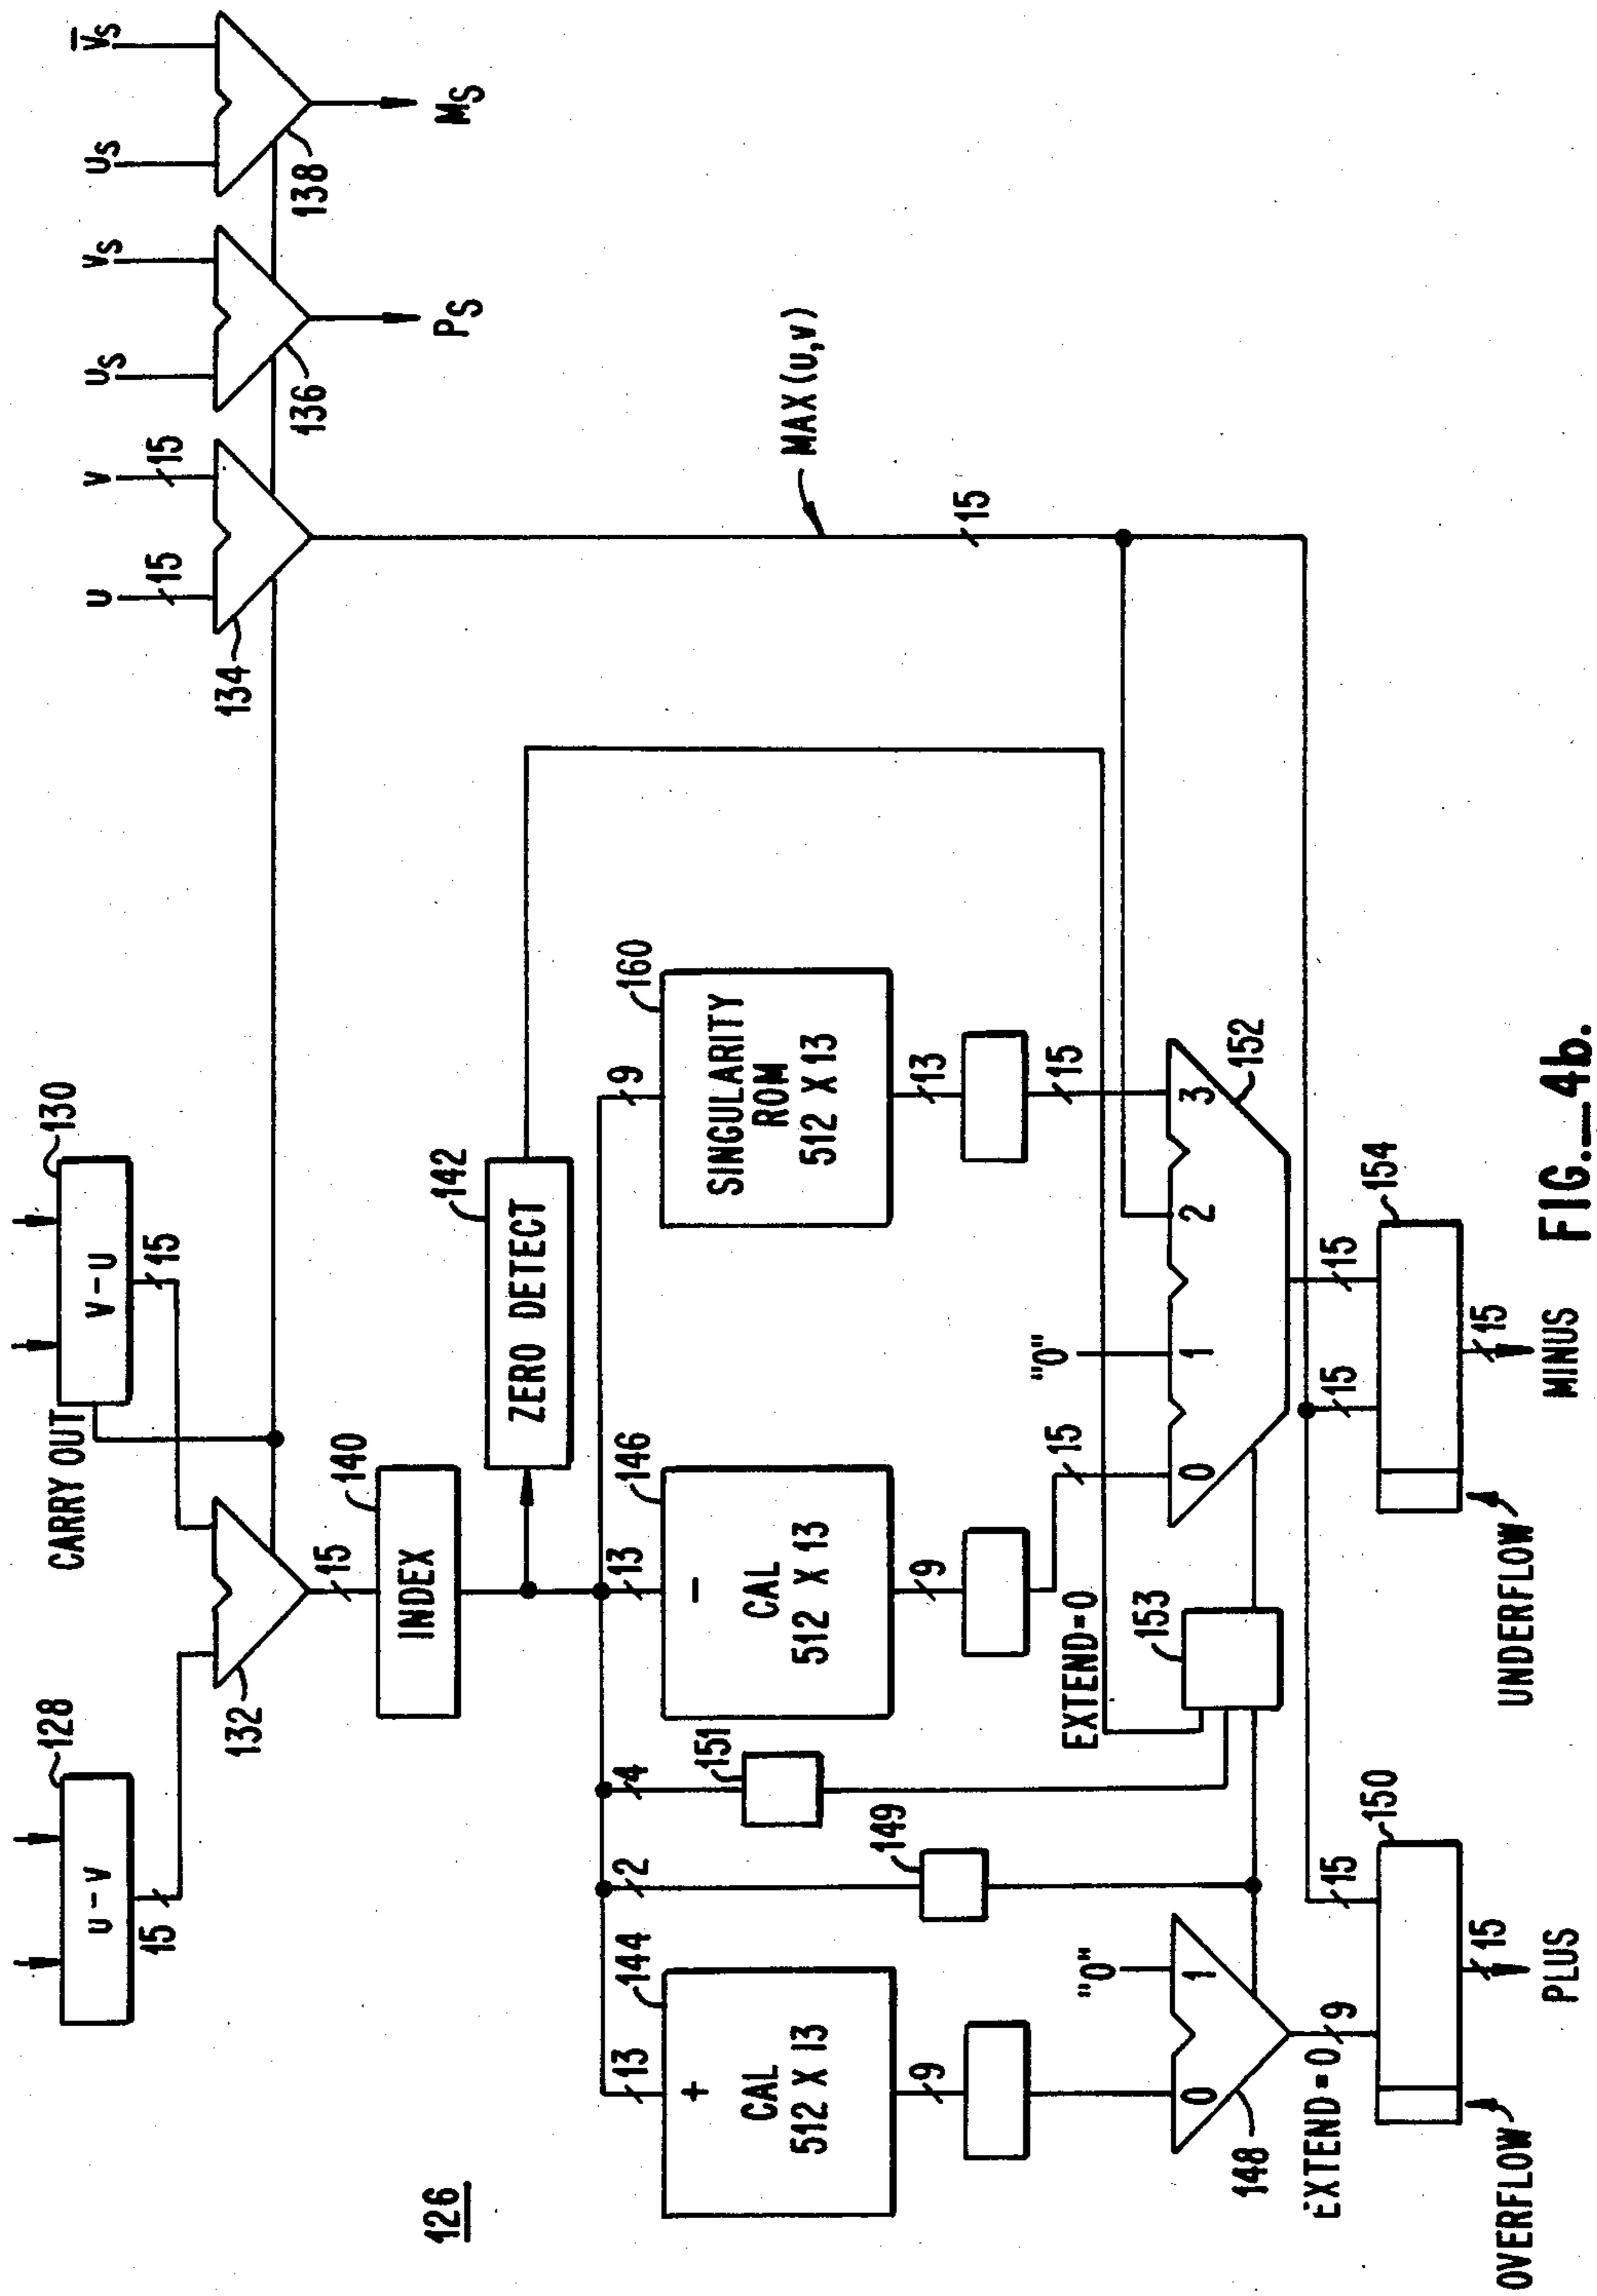 126
128
U-V
15
130
V-U
15
CARRY OUT
132
15
140
INDEX
142
ZERO DETECT
U
15
V
15
134
US
VS
136
PS
US
V̅S
138
MS
MAX (U,V)
15
13
144
+
CAL
512 X 13
9
2
149
4
151
13
146
-
CAL
512 X 13
9
9
160
SINGULARITY
ROM
512 X 13
13
15
15
EXTEND=0
153
"0"
0
1
148
"0"
0
1
2
3
152
EXTEND=0
9
15
150
15
PLUS
OVERFLOW
15
15
154
15
MINUS
UNDERFLOW
FIG._4b.